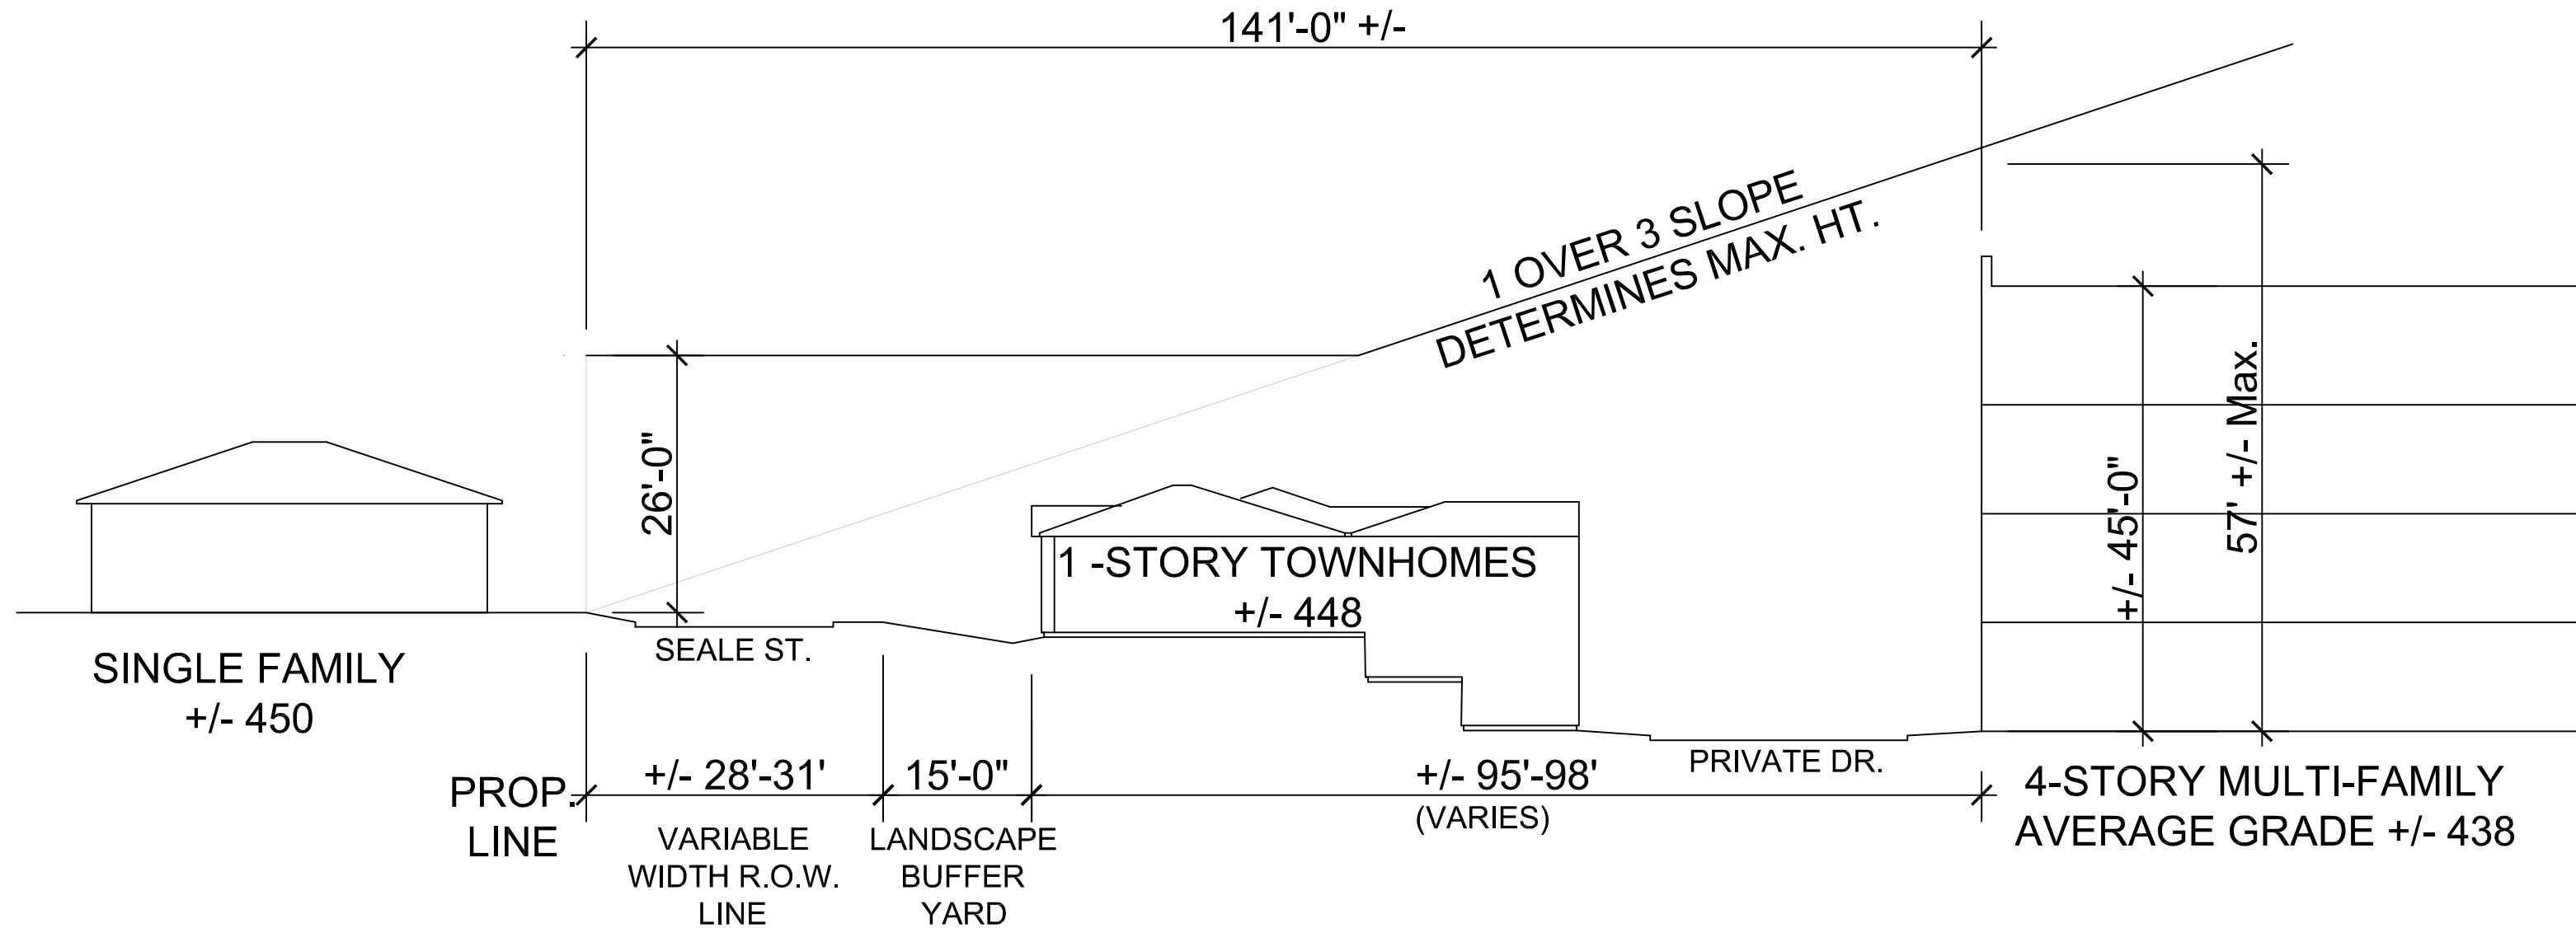 141'-0" +/-
1 OVER 3 SLOPE
DETERMINES MAX. HT.
26'-0"
+/- 45'-0"
57' +/- Max.
1 -STORY TOWNHOMES
+/- 448
SEALE ST.
SINGLE FAMILY
+/- 450
PRIVATE DR.
PROP.
LINE
+/- 28'-31'
15'-0"
+/- 95'-98'
(VARIES)
VARIABLE
WIDTH R.O.W.
LINE
LANDSCAPE
BUFFER
YARD
4-STORY MULTI-FAMILY
AVERAGE GRADE +/- 438